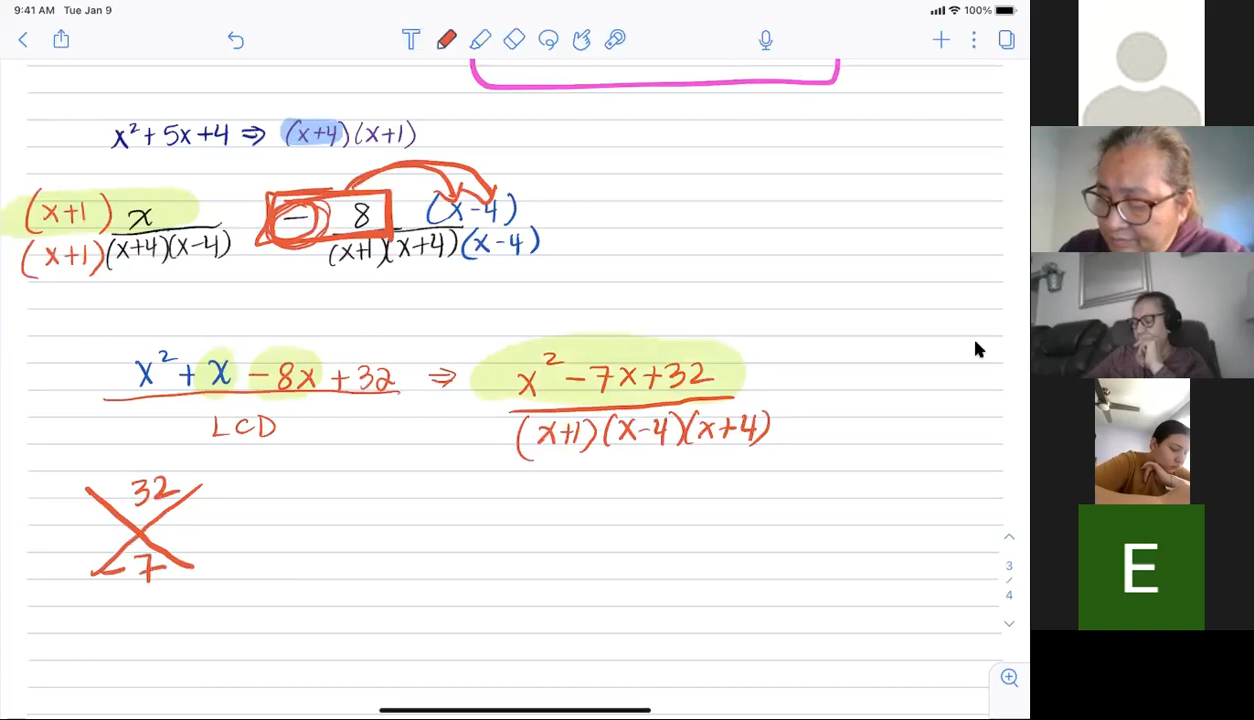 9:41 AM Tue Jan 9
100%
T
x² + 5x + 4 ⇒ (x+4)(x+1)
(x+1) x − 8 (x−4)
(x+1)(x+4)(x−4) (x+1)(x+4)(x−4)
x² + x − 8x + 32 ⇒ x² − 7x + 32
LCD (x+1)(x−4)(x+4)
32
−7
3
/
4
E